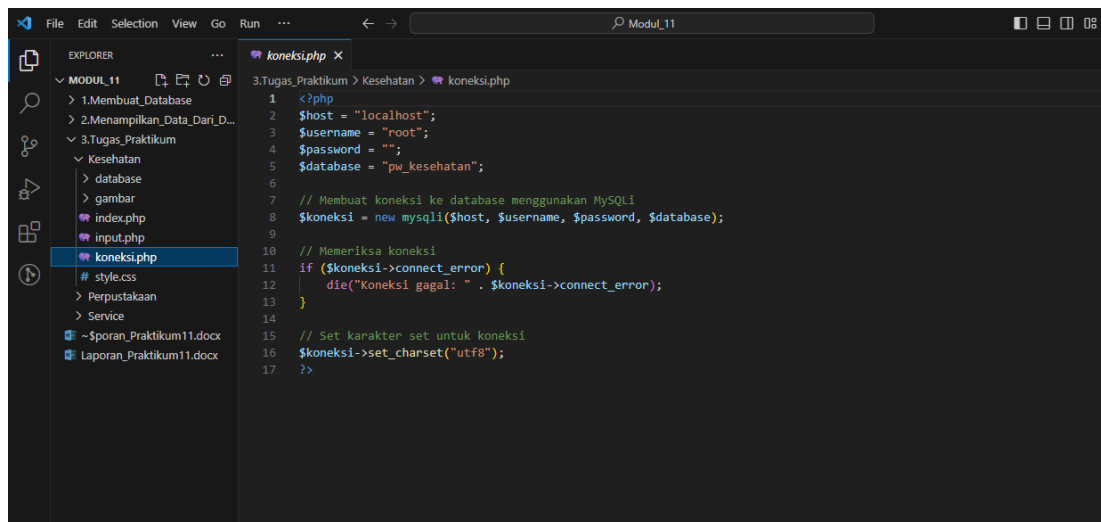 File Edit Selection View Go Run ··· Modul_11
EXPLORER ···
MODUL_11
1.Membuat_Database
2.Menampilkan_Data_Dari_D...
3.Tugas_Praktikum
Kesehatan
database
gambar
index.php
input.php
koneksi.php
# style.css
Perpustakaan
Service
~$poran_Praktikum11.docx
Laporan_Praktikum11.docx
koneksi.php
3.Tugas_Praktikum > Kesehatan > koneksi.php
1 <?php
2 $host = "localhost";
3 $username = "root";
4 $password = "";
5 $database = "pw_kesehatan";
6
7 // Membuat koneksi ke database menggunakan MySQLi
8 $koneksi = new mysqli($host, $username, $password, $database);
9
10 // Memeriksa koneksi
11 if ($koneksi->connect_error) {
12 die("Koneksi gagal: " . $koneksi->connect_error);
13 }
14
15 // Set karakter set untuk koneksi
16 $koneksi->set_charset("utf8");
17 ?>